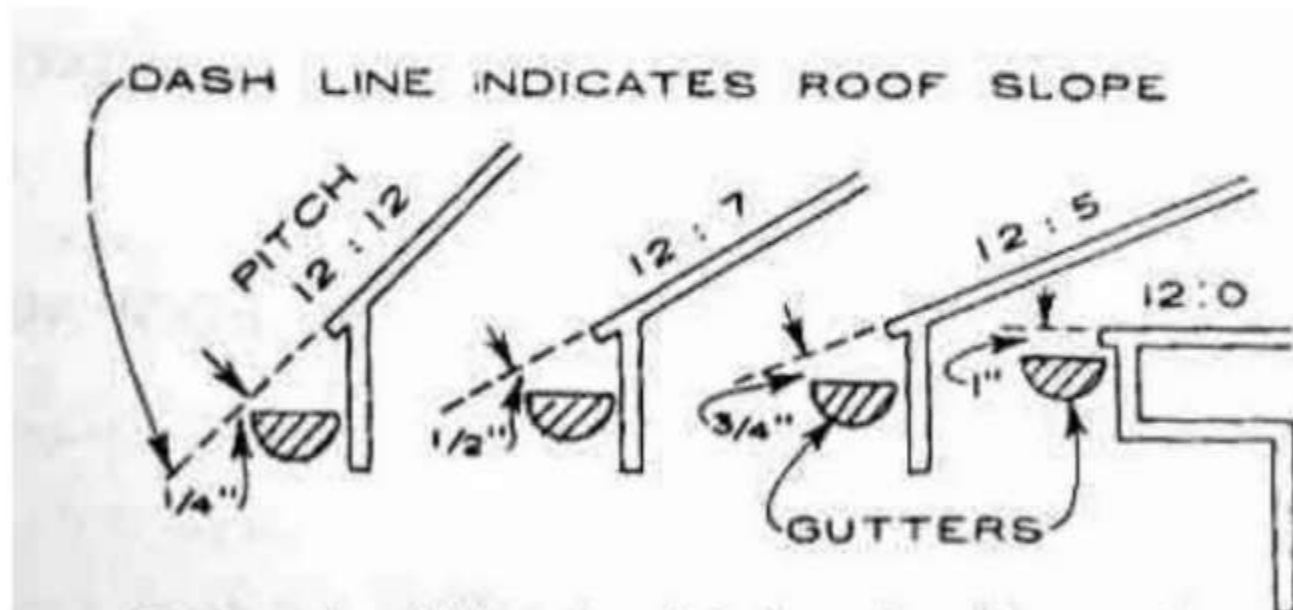 DASH LINE INDICATES ROOF SLOPE
PITCH
12:12
12:7
12:5
12:0
1/4"
1/2"
3/4"
1"
GUTTERS